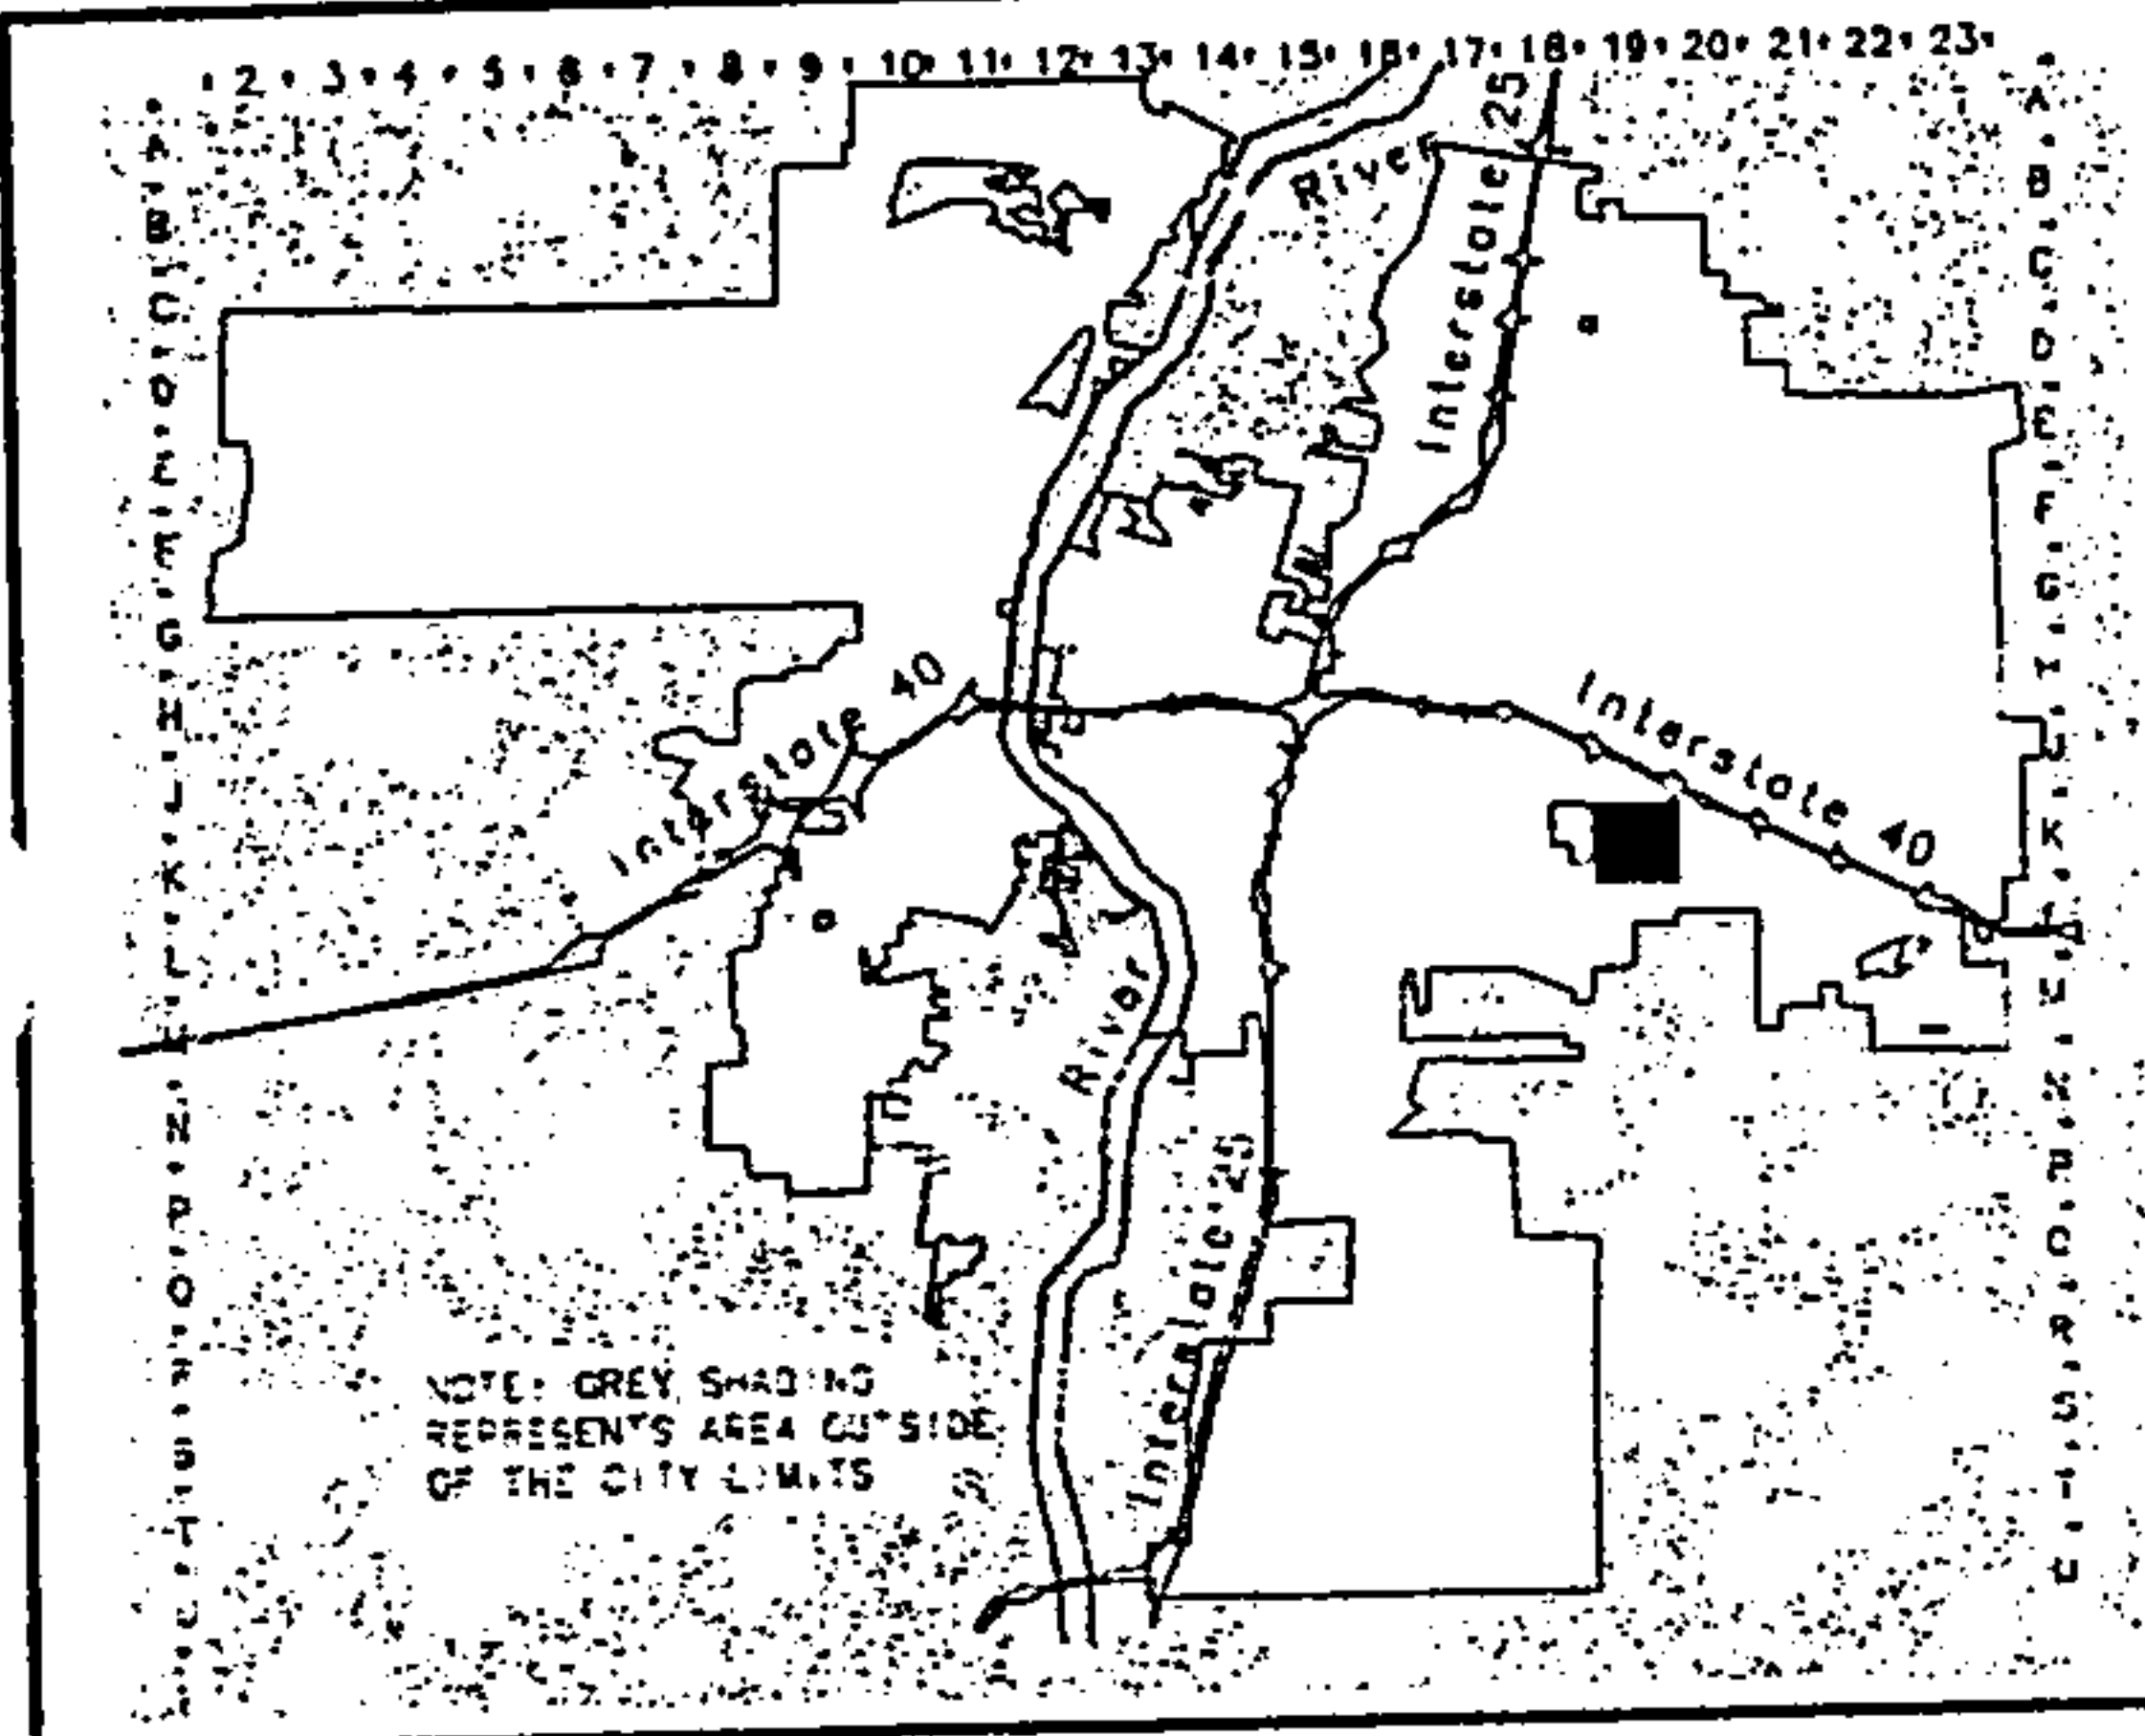 2 3 4 5 6 7 8 9 10 11 12 13 14 15 16 17 18 19 20 21 22 23
A
B
C
D
E
G
H
J
K
L
M
N
P
Q
S
T
A
B
C
D
E
F
G
H
J
K
L
M
N
P
R
S
T
U
River
Interstate 25
Interstate 40
Interstate 40
River
Interstate 25
NOTE: GREY SHADING
REPRESENTS AREA OUTSIDE
OF THE CITY LIMITS